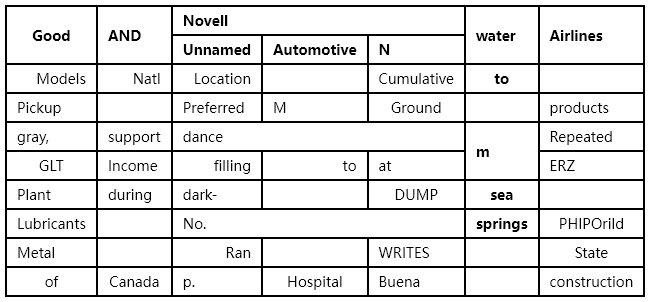 Good AND Novell water Airlines
Unnamed Automotive N
Models Natl Location Cumulative to
Pickup Preferred M Ground products
gray, support dance m Repeated
GLT Income filling to at ERZ
Plant during dark- DUMP sea
Lubricants No. springs PHIPOrild
Metal Ran WRITES State
of Canada p. Hospital Buena construction